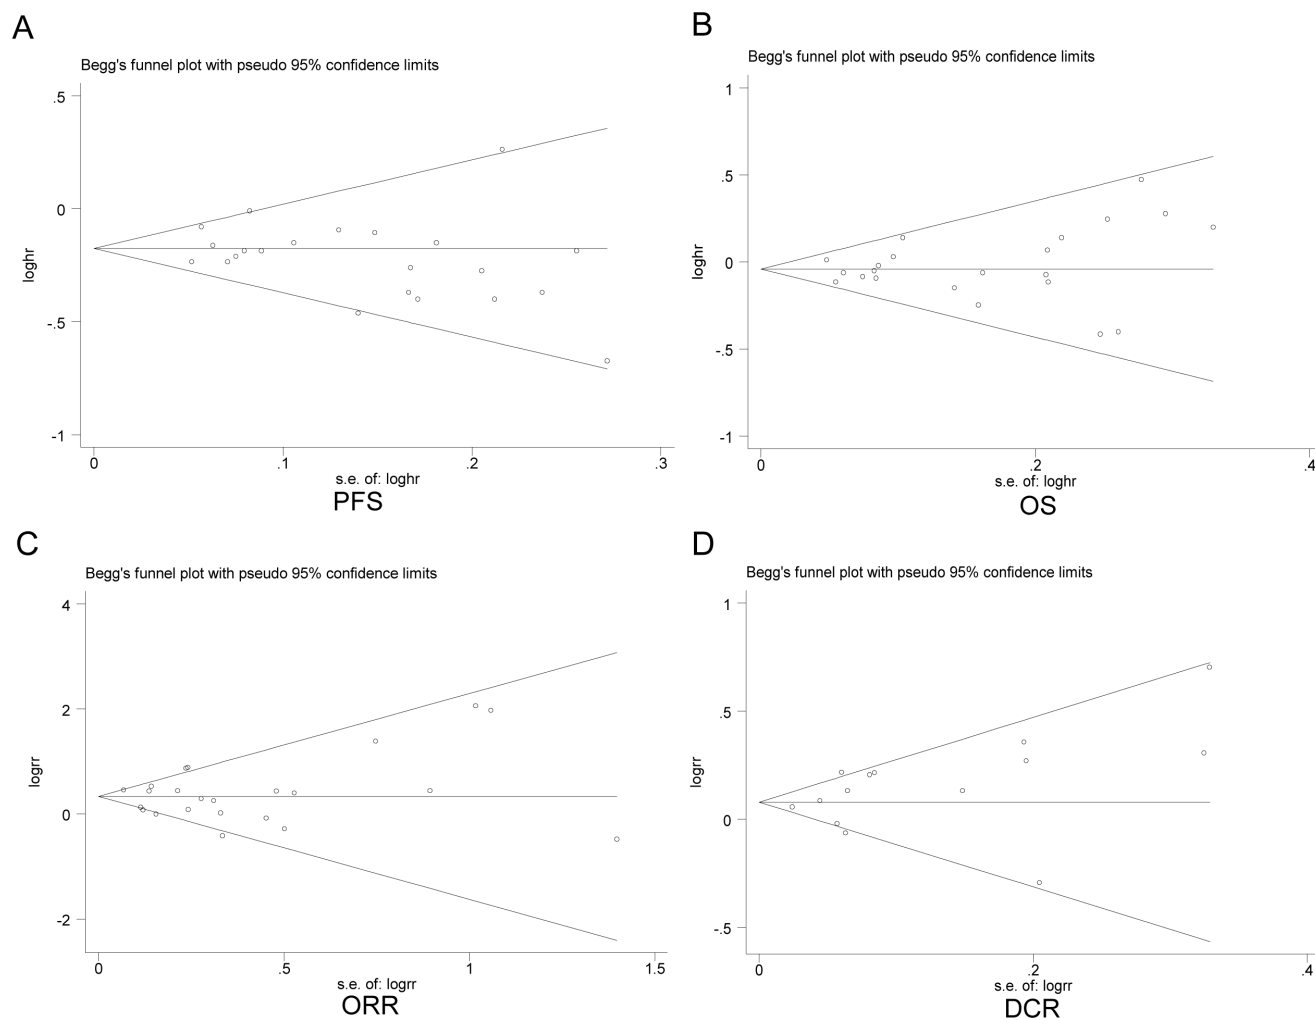 A
Begg's funnel plot with pseudo 95% confidence limits
.5
0
-.5
-1
loghr
0 .1 .2 .3
s.e. of: loghr
PFS
B
Begg's funnel plot with pseudo 95% confidence limits
1
.5
0
-.5
-1
loghr
0 .2 .4
s.e. of: loghr
OS
C
Begg's funnel plot with pseudo 95% confidence limits
4
2
0
-2
logrr
0 .5 1 1.5
s.e. of: logrr
ORR
D
Begg's funnel plot with pseudo 95% confidence limits
1
.5
0
-.5
logrr
0 .2 .4
s.e. of: logrr
DCR